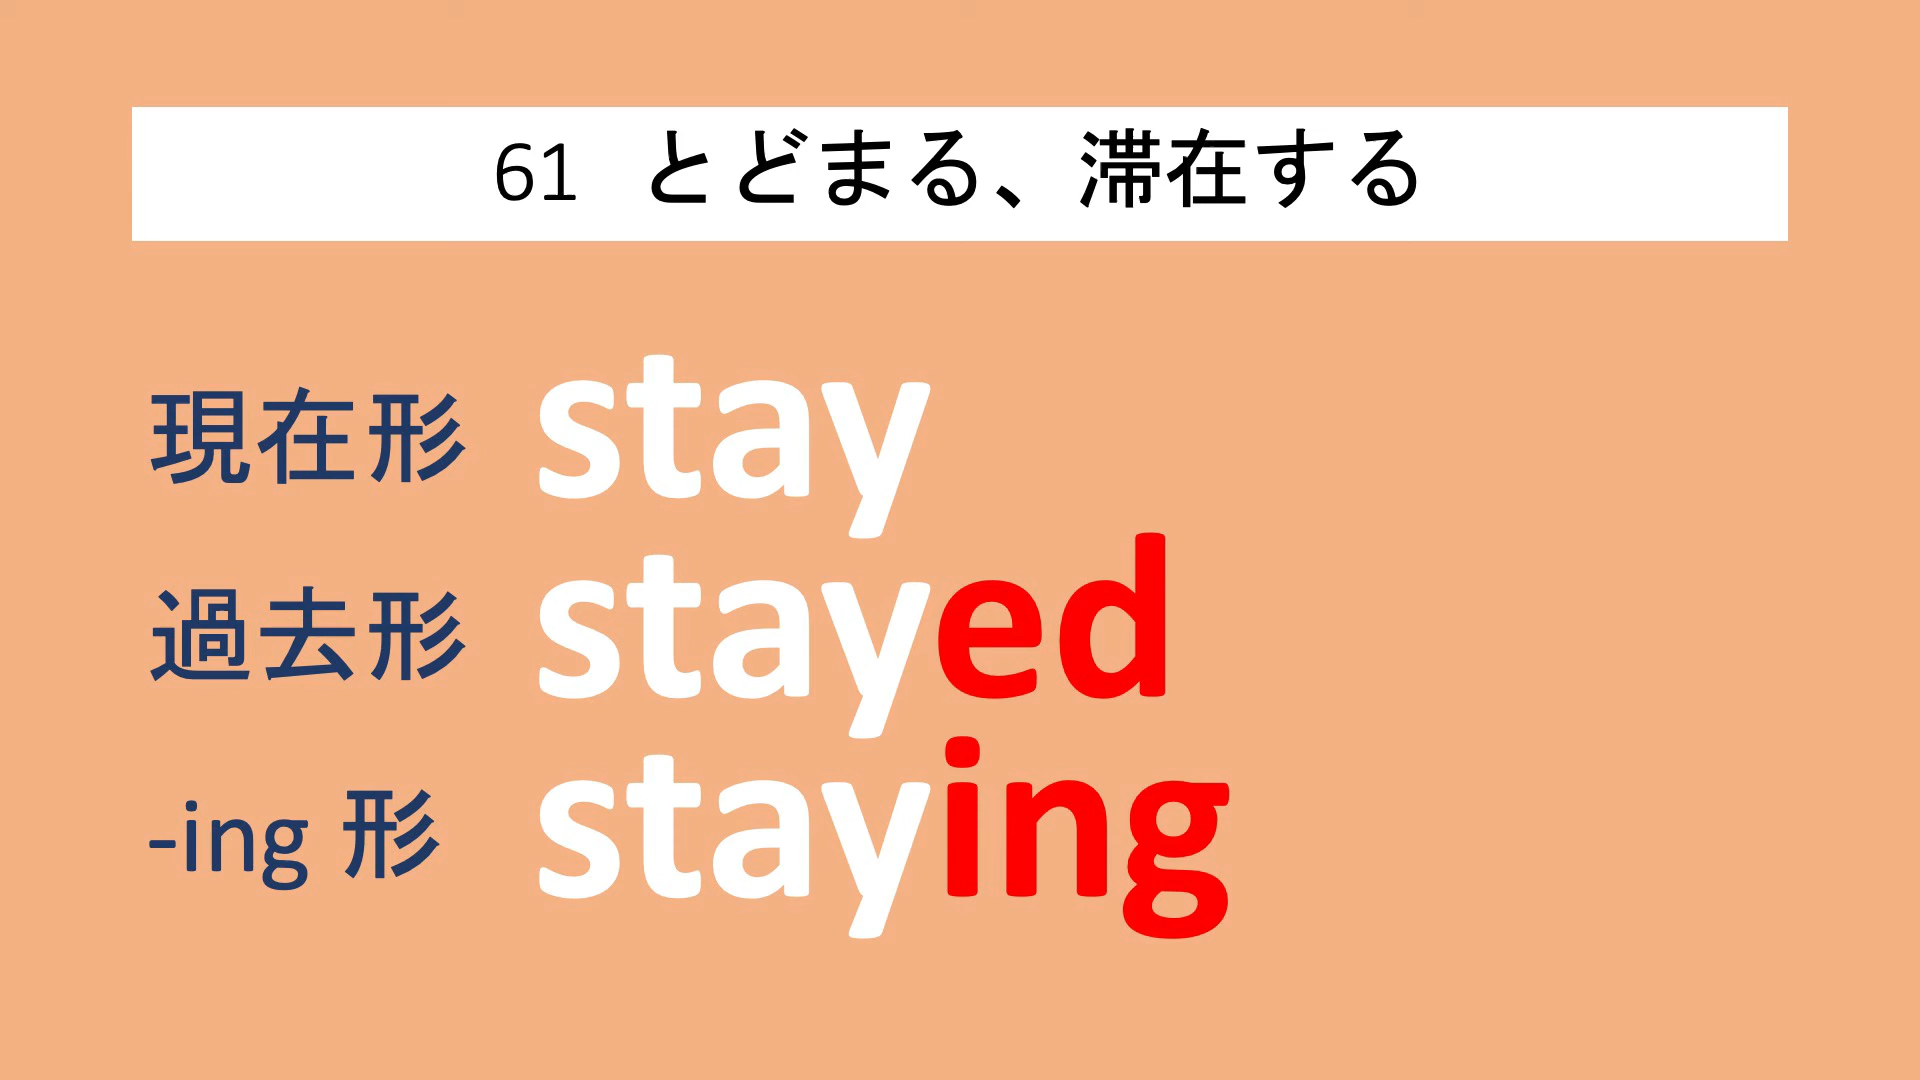 61 とどまる、滞在する
現在形 stay
過去形 stayed
-ing 形 staying